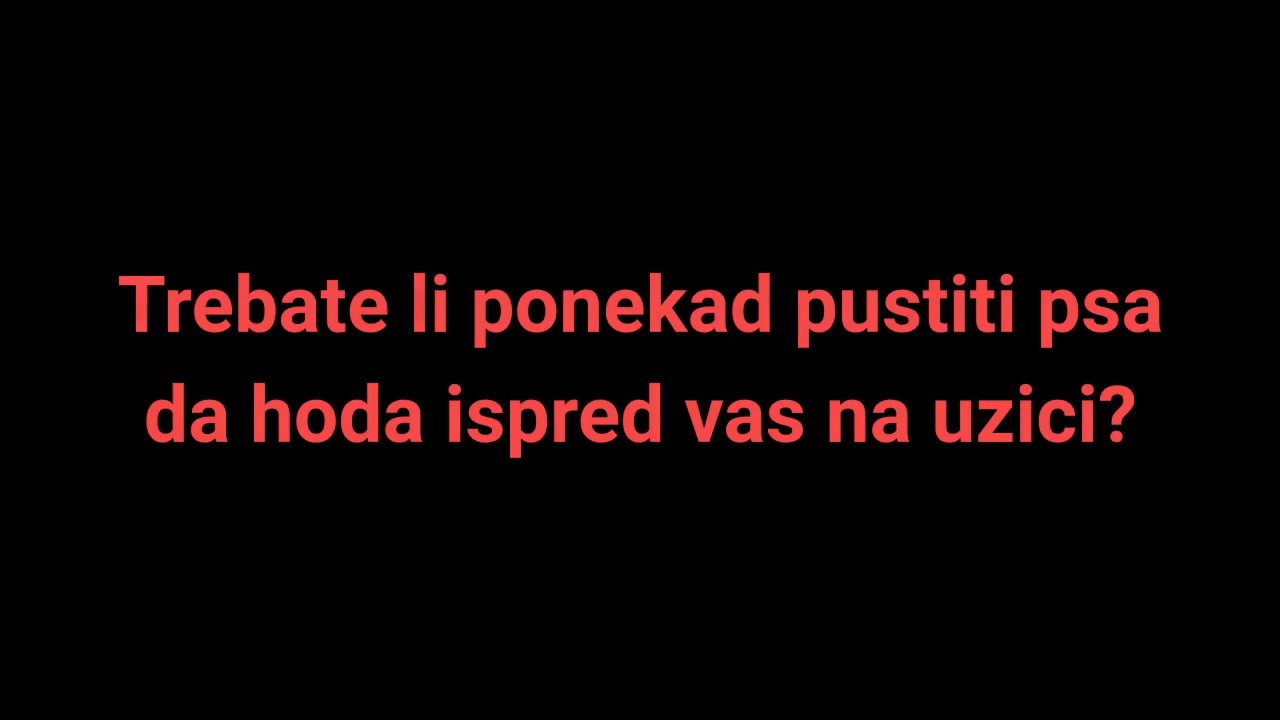 Trebate li ponekad pustiti psa
da hoda ispred vas na uzici?